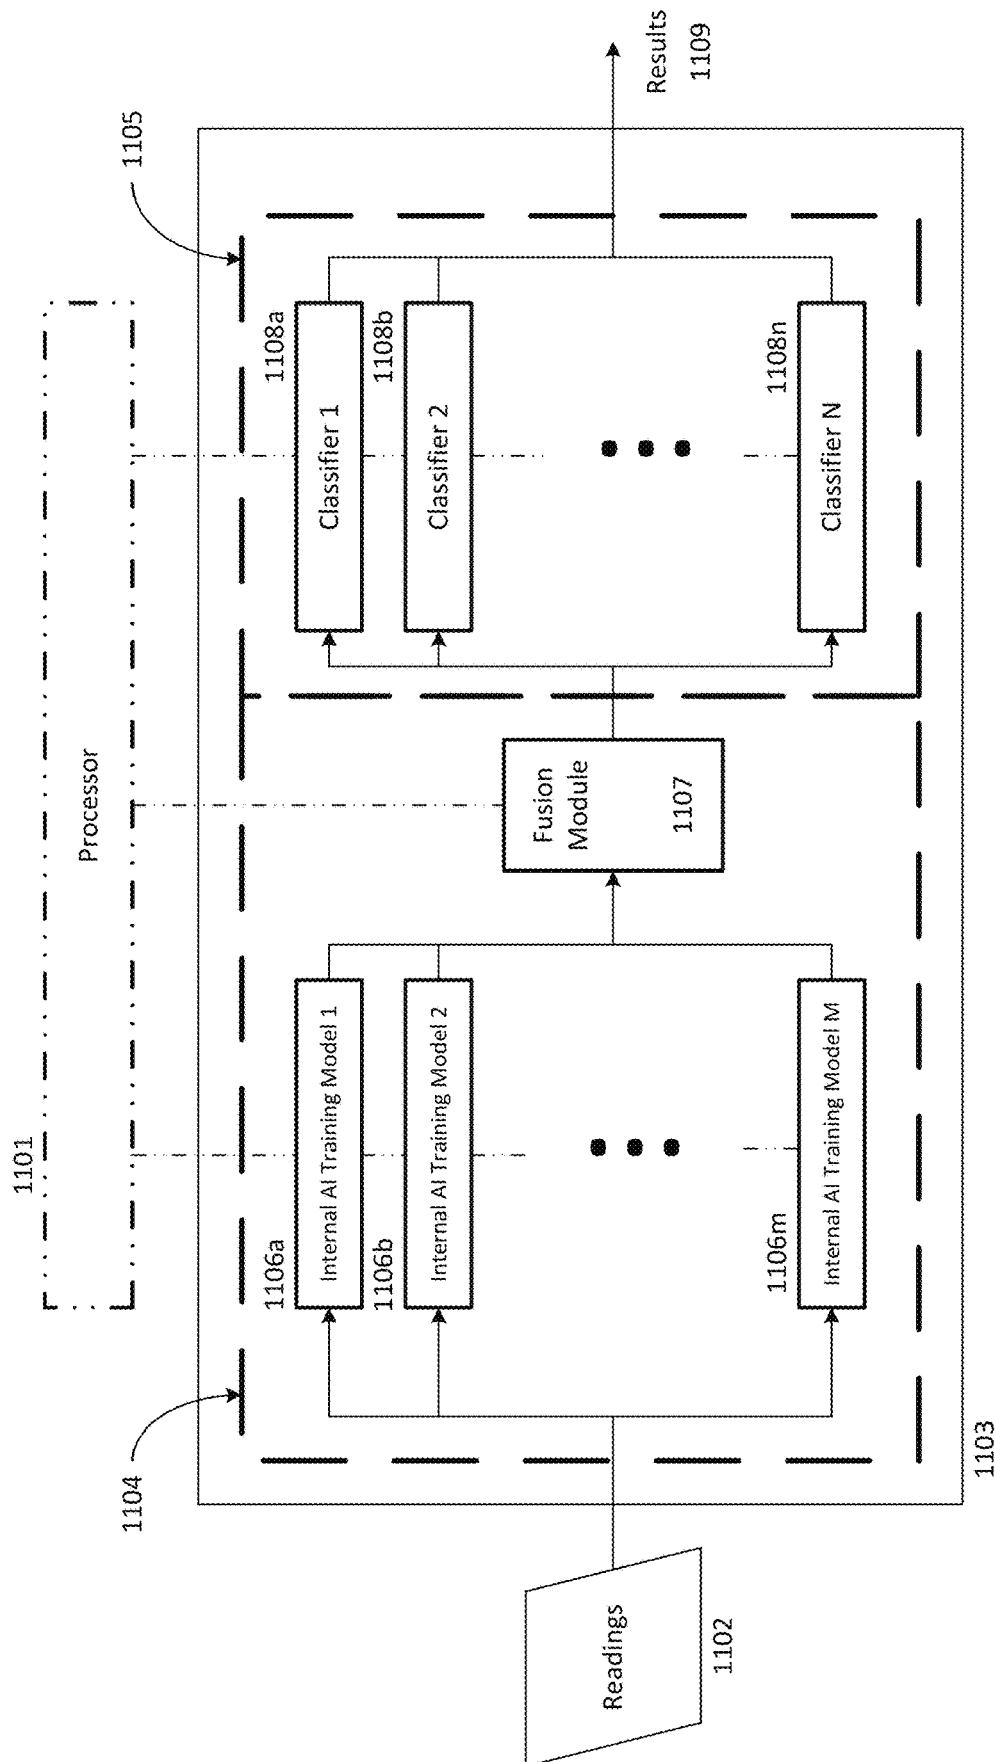 1101
Processor
1104
1105
1106a
Internal AI Training Model 1
1106b
Internal AI Training Model 2
1106m
Internal AI Training Model M
Fusion
Module
1107
1108a
Classifier 1
1108b
Classifier 2
1108n
Classifier N
Readings
1102
Results
1109
1103